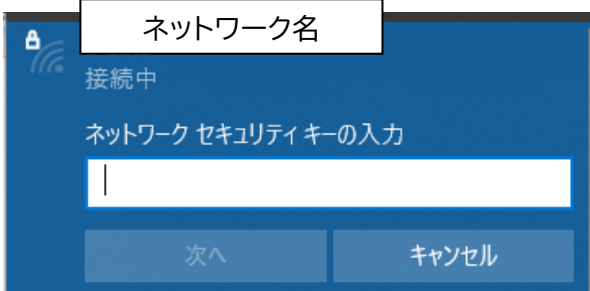 ネットワーク名
接続中
ネットワーク セキュリティ キーの入力
次へ
キャンセル